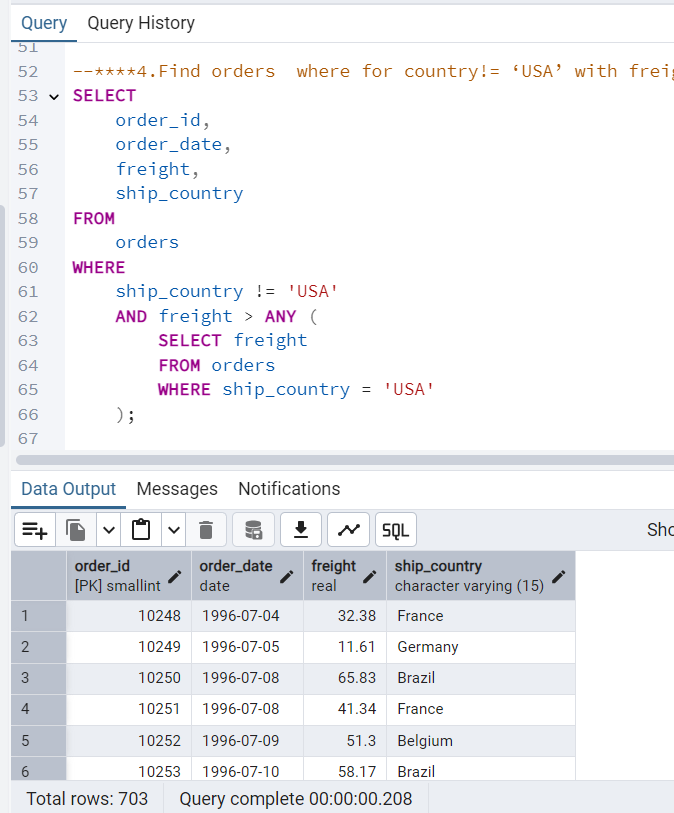 Query Query History
51
52 --****4.Find orders  where for country!= ‘USA’ with
53 SELECT
54 order_id,
55 order_date,
56 freight,
57 ship_country
58 FROM
59 orders
60 WHERE
61 ship_country != 'USA'
62 AND freight > ANY (
63 SELECT freight
64 FROM orders
65 WHERE ship_country = 'USA'
66 );
67
Data Output Messages Notifications
SQL
order_id order_date freight ship_country
[PK] smallint date real character varying (15)
1 10248 1996-07-04 32.38 France
2 10249 1996-07-05 11.61 Germany
3 10250 1996-07-08 65.83 Brazil
4 10251 1996-07-08 41.34 France
5 10252 1996-07-09 51.3 Belgium
6 10253 1996-07-10 58.17 Brazil
Total rows: 703 Query complete 00:00:00.208